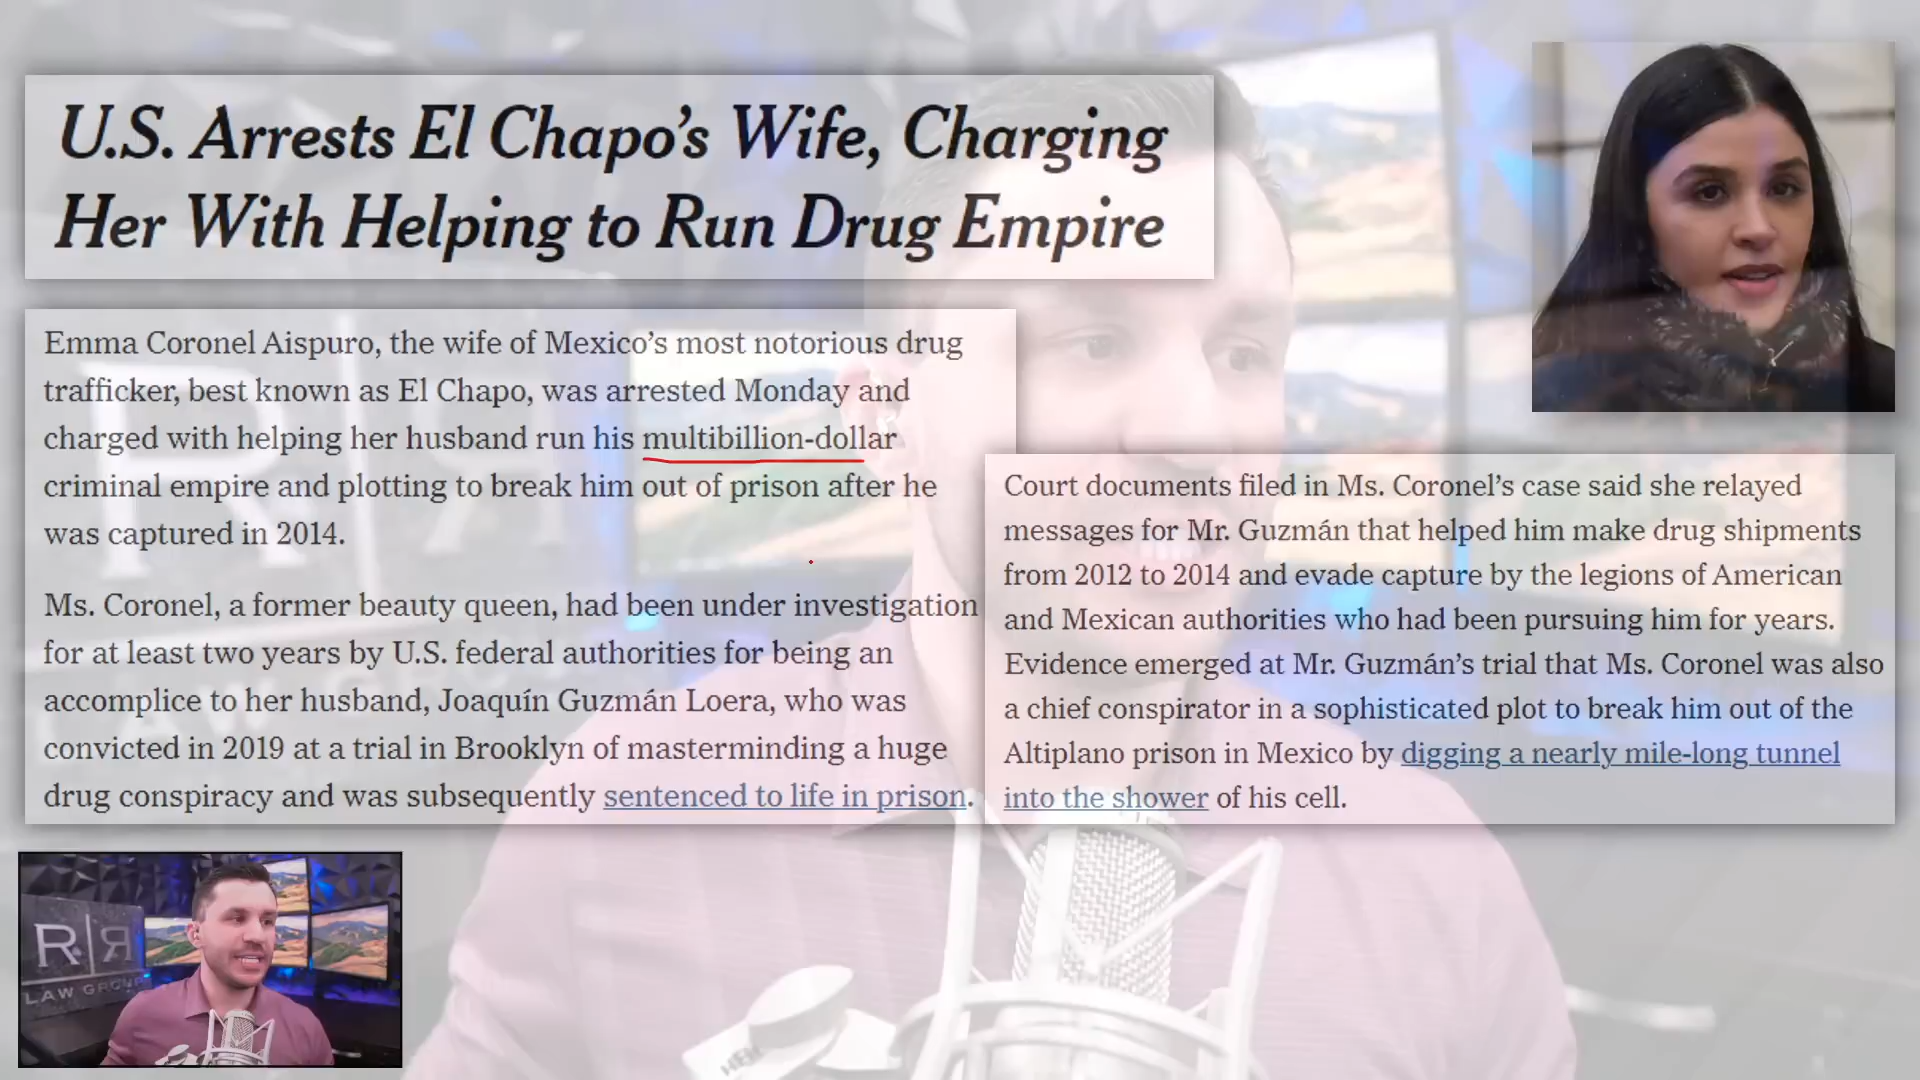 U.S. Arrests El Chapo’s Wife, Charging
Her With Helping to Run Drug Empire
Emma Coronel Aispuro, the wife of Mexico’s most notorious drug
trafficker, best known as El Chapo, was arrested Monday and
charged with helping her husband run his multibillion-dollar
criminal empire and plotting to break him out of prison after he
was captured in 2014.
Ms. Coronel, a former beauty queen, had been under investigation
for at least two years by U.S. federal authorities for being an
accomplice to her husband, Joaquín Guzmán Loera, who was
convicted in 2019 at a trial in Brooklyn of masterminding a huge
drug conspiracy and was subsequently sentenced to life in prison.
Court documents filed in Ms. Coronel’s case said she relayed
messages for Mr. Guzmán that helped him make drug shipments
from 2012 to 2014 and evade capture by the legions of American
and Mexican authorities who had been pursuing him for years.
Evidence emerged at Mr. Guzmán’s trial that Ms. Coronel was also
a chief conspirator in a sophisticated plot to break him out of the
Altiplano prison in Mexico by digging a nearly mile-long tunnel
into the shower of his cell.
R|R
LAW GROUP